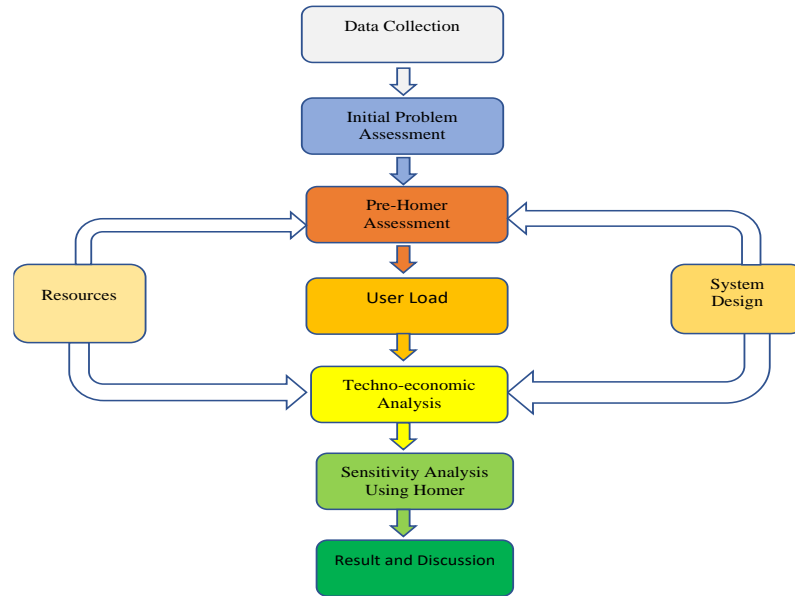 Data Collection
Initial Problem
Assessment
Pre-Homer
Assessment
Resources
User Load
System
Design
Techno-economic
Analysis
Sensitivity Analysis
Using Homer
Result and Discussion